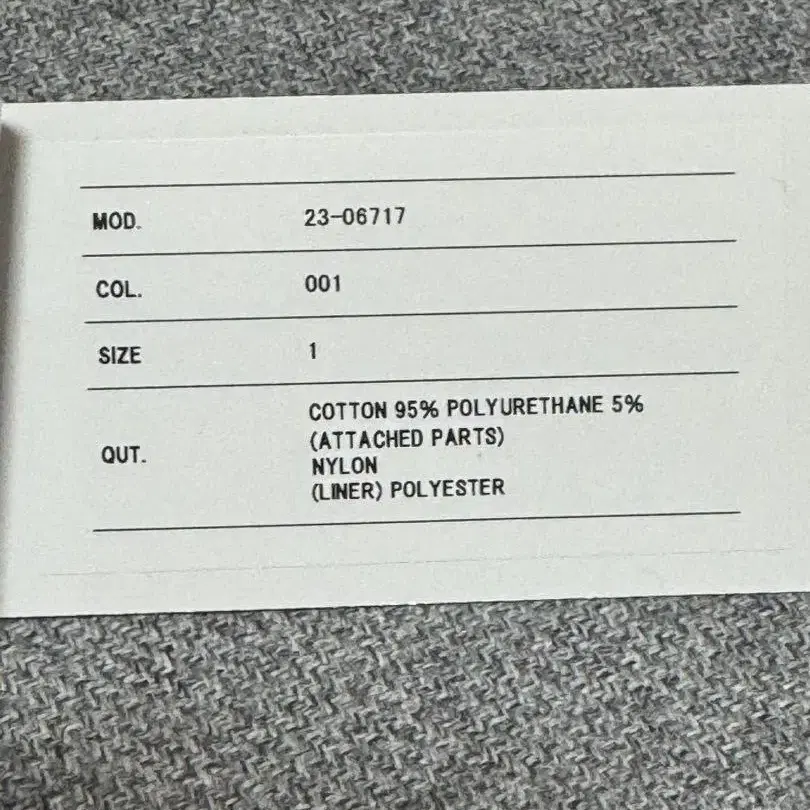 MOD. 23-06717
COL. 001
SIZE 1
QUT. COTTON 95% POLYURETHANE 5%
(ATTACHED PARTS)
NYLON
(LINER) POLYESTER